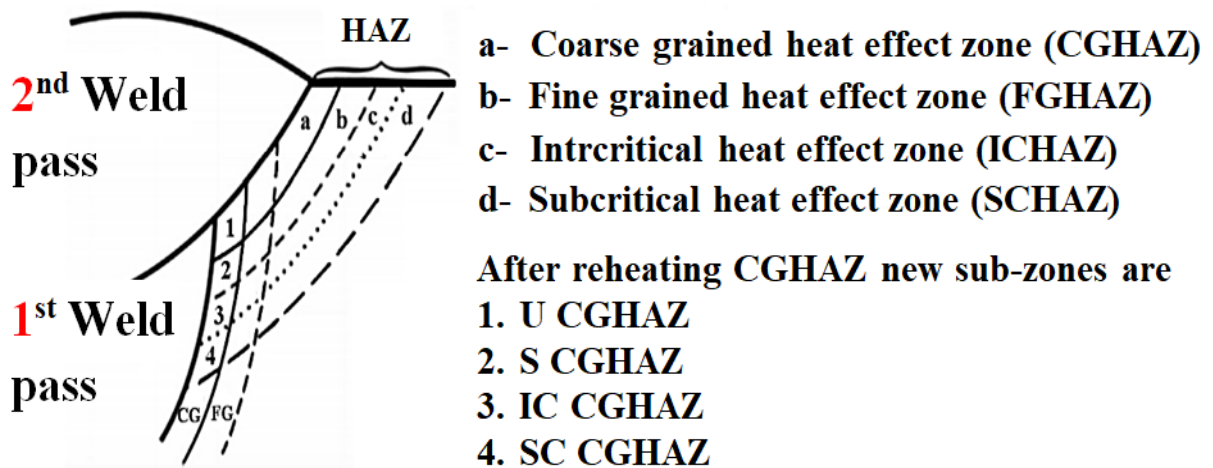 HAZ
2nd Weld
pass
a
b
c
d
1
2
3
4
1st Weld
pass
CG
FG
a- Coarse grained heat effect zone (CGHAZ)
b- Fine grained heat effect zone (FGHAZ)
c- Intrcritical heat effect zone (ICHAZ)
d- Subcritical heat effect zone (SCHAZ)
After reheating CGHAZ new sub-zones are
1. U CGHAZ
2. S CGHAZ
3. IC CGHAZ
4. SC CGHAZ